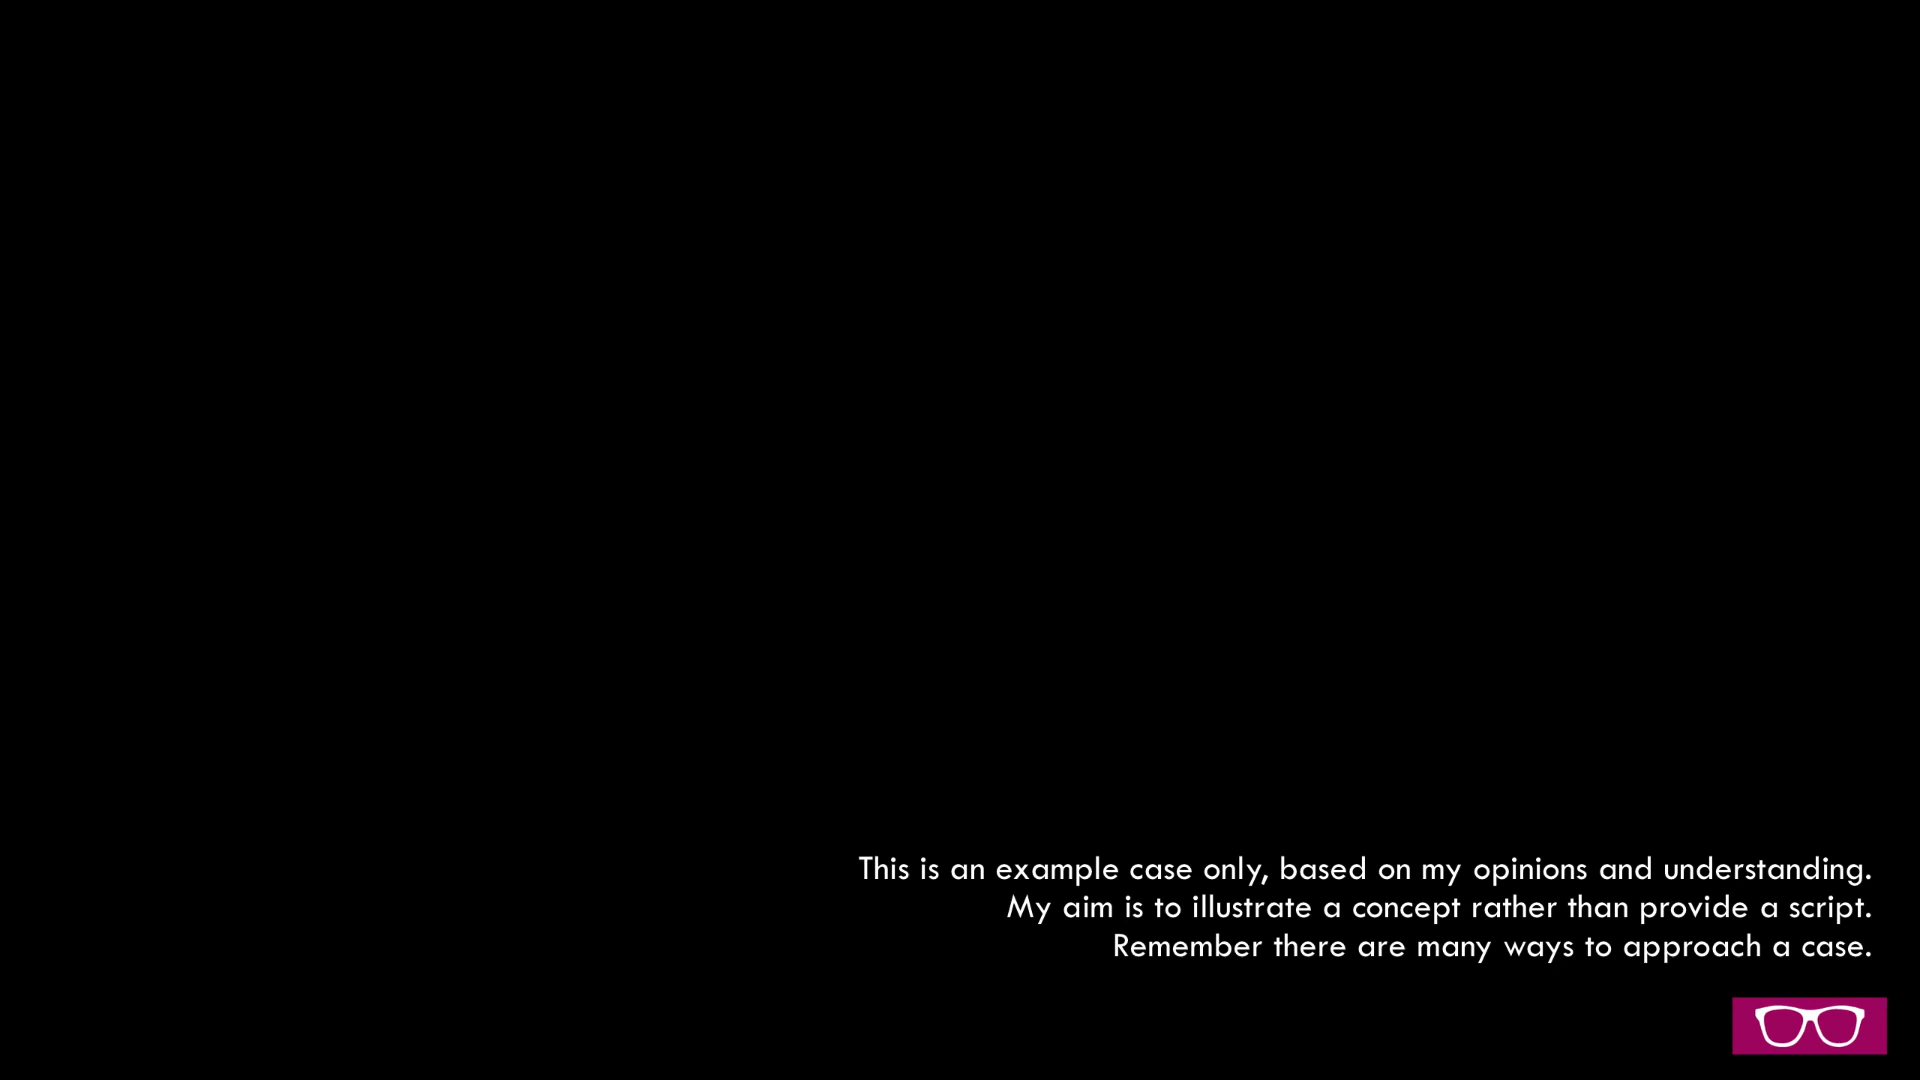 This is an example case only, based on my opinions and understanding.
My aim is to illustrate a concept rather than provide a script.
Remember there are many ways to approach a case.